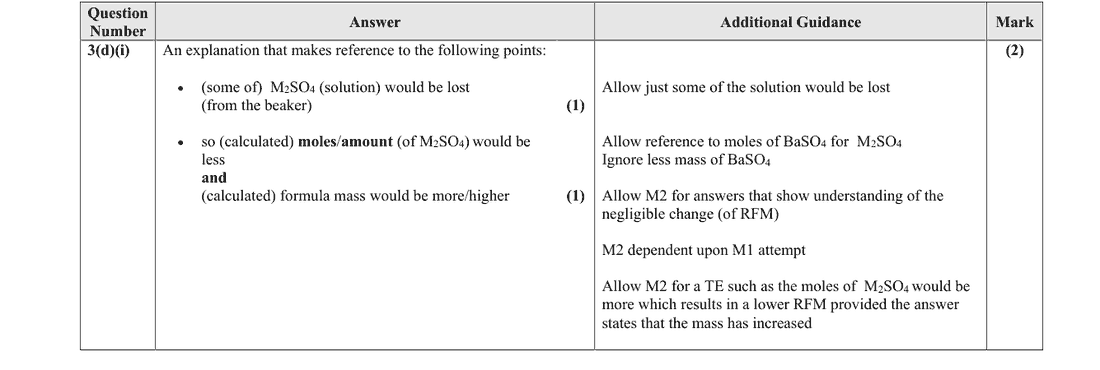 Question Number
Answer
Additional Guidance
Mark
3(d)(i)
An explanation that makes reference to the following points:
(2)
• (some of) M₂SO₄ (solution) would be lost
(from the beaker) (1)
Allow just some of the solution would be lost
• so (calculated) moles/amount (of M₂SO₄) would be
less
and
(calculated) formula mass would be more/higher (1)
Allow reference to moles of BaSO₄ for M₂SO₄
Ignore less mass of BaSO₄
Allow M2 for answers that show understanding of the
negligible change (of RFM)
M2 dependent upon M1 attempt
Allow M2 for a TE such as the moles of M₂SO₄ would be
more which results in a lower RFM provided the answer
states that the mass has increased